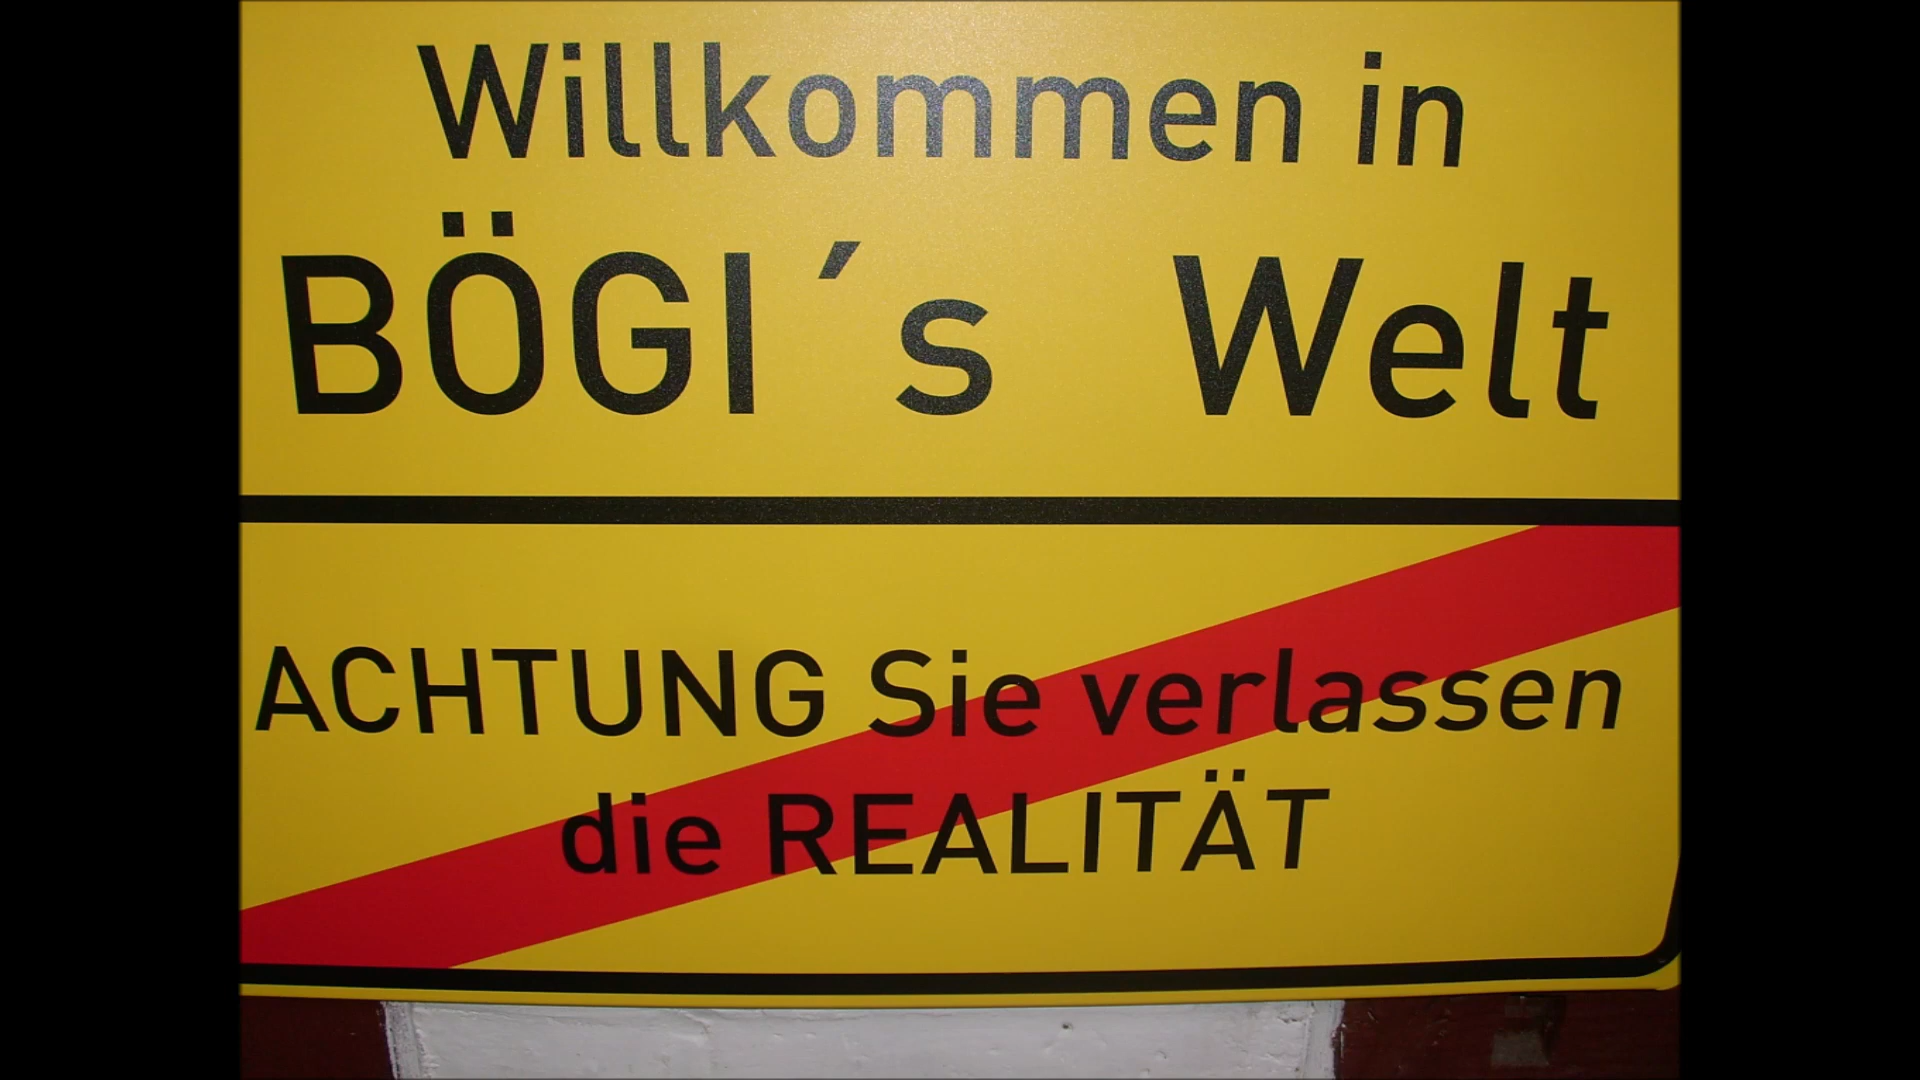 Willkommen in
BÖGI´s Welt
ACHTUNG Sie verlassen
die REALITÄT